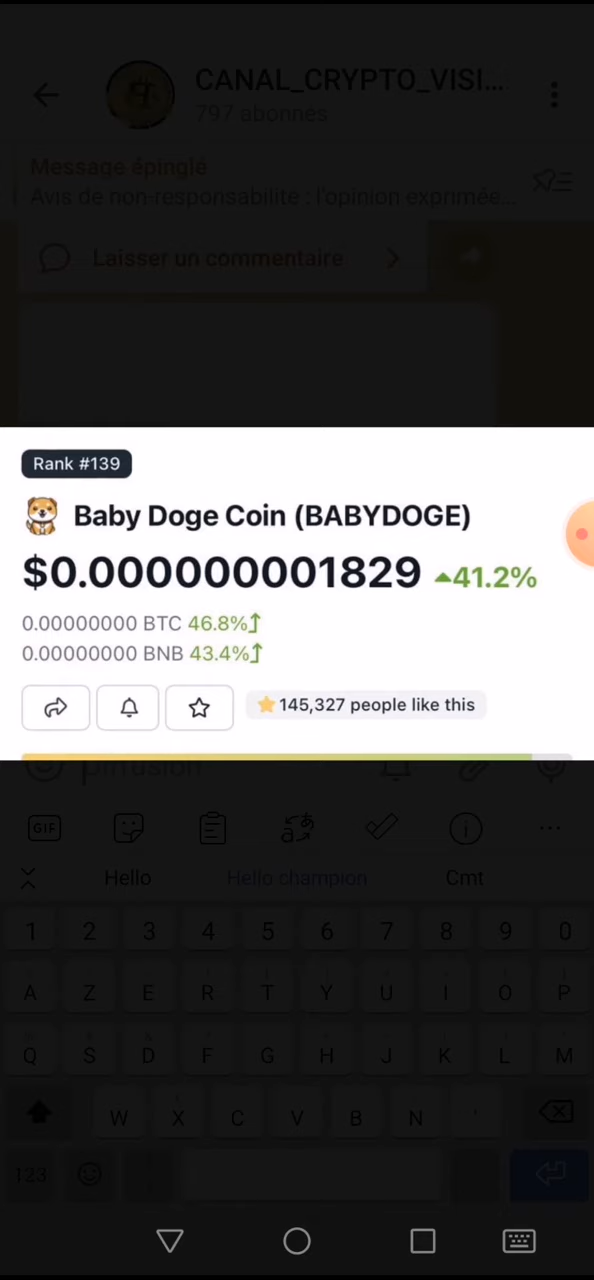 CANAL_CRYPTO_VISI...
797 abonnes
Message épinglé
Avis de non-responsabilité : l'opinion exprimée...
Laisser un commentaire
Rank #139
Baby Doge Coin (BABYDOGE)
$0.000000001829 41.2%
0.00000000 BTC 46.8%
0.00000000 BNB 43.4%
145,327 people like this
GIF
Hello Hello champion Cmt
1 2 3 4 5 6 7 8 9 0
A Z E R T Y U I O P
Q S D F G H J K L M
W X C V B N '
123